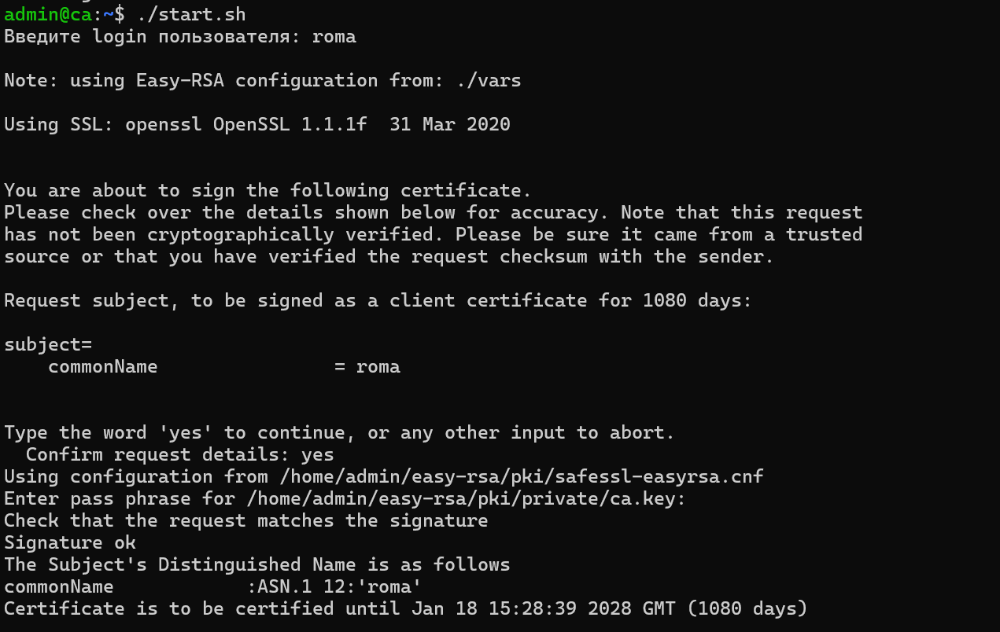 admin@ca:~$ ./start.sh
Введите login пользователя: roma
Note: using Easy-RSA configuration from: ./vars
Using SSL: openssl OpenSSL 1.1.1f  31 Mar 2020
You are about to sign the following certificate.
Please check over the details shown below for accuracy. Note that this request
has not been cryptographically verified. Please be sure it came from a trusted
source or that you have verified the request checksum with the sender.
Request subject, to be signed as a client certificate for 1080 days:
subject=
    commonName                = roma
Type the word 'yes' to continue, or any other input to abort.
  Confirm request details: yes
Using configuration from /home/admin/easy-rsa/pki/safessl-easyrsa.cnf
Enter pass phrase for /home/admin/easy-rsa/pki/private/ca.key:
Check that the request matches the signature
Signature ok
The Subject's Distinguished Name is as follows
commonName            :ASN.1 12:'roma'
Certificate is to be certified until Jan 18 15:28:39 2028 GMT (1080 days)